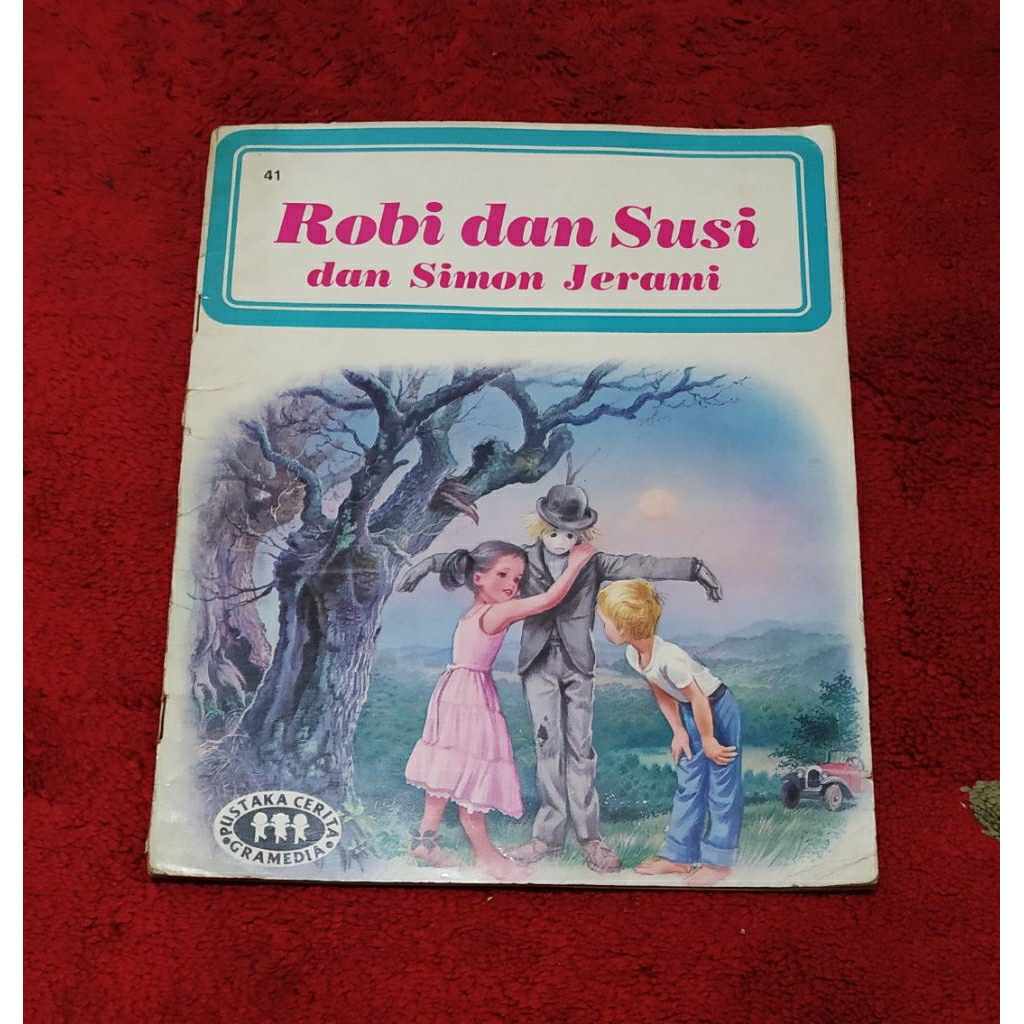 41
Robi dan Susi
dan Simon Jerami
PUSTAKA CERITA
GRAMEDIA